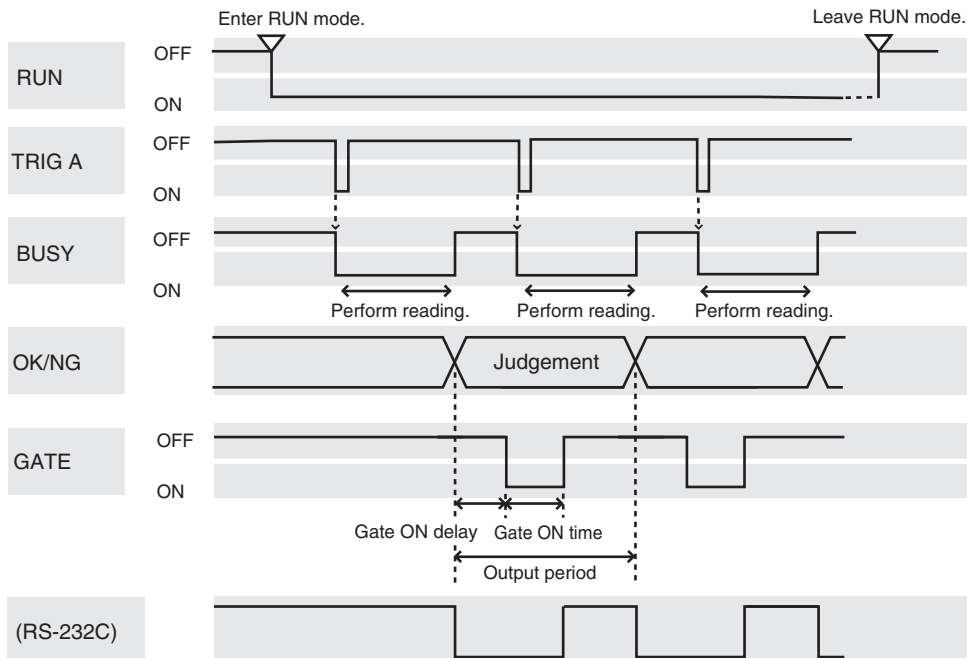 Enter RUN mode.
Leave RUN mode.
RUN
OFF
ON
TRIG A
OFF
ON
BUSY
OFF
ON
Perform reading.
Perform reading.
Perform reading.
OK/NG
Judgement
GATE
OFF
ON
Gate ON delay
Gate ON time
Output period
(RS-232C)